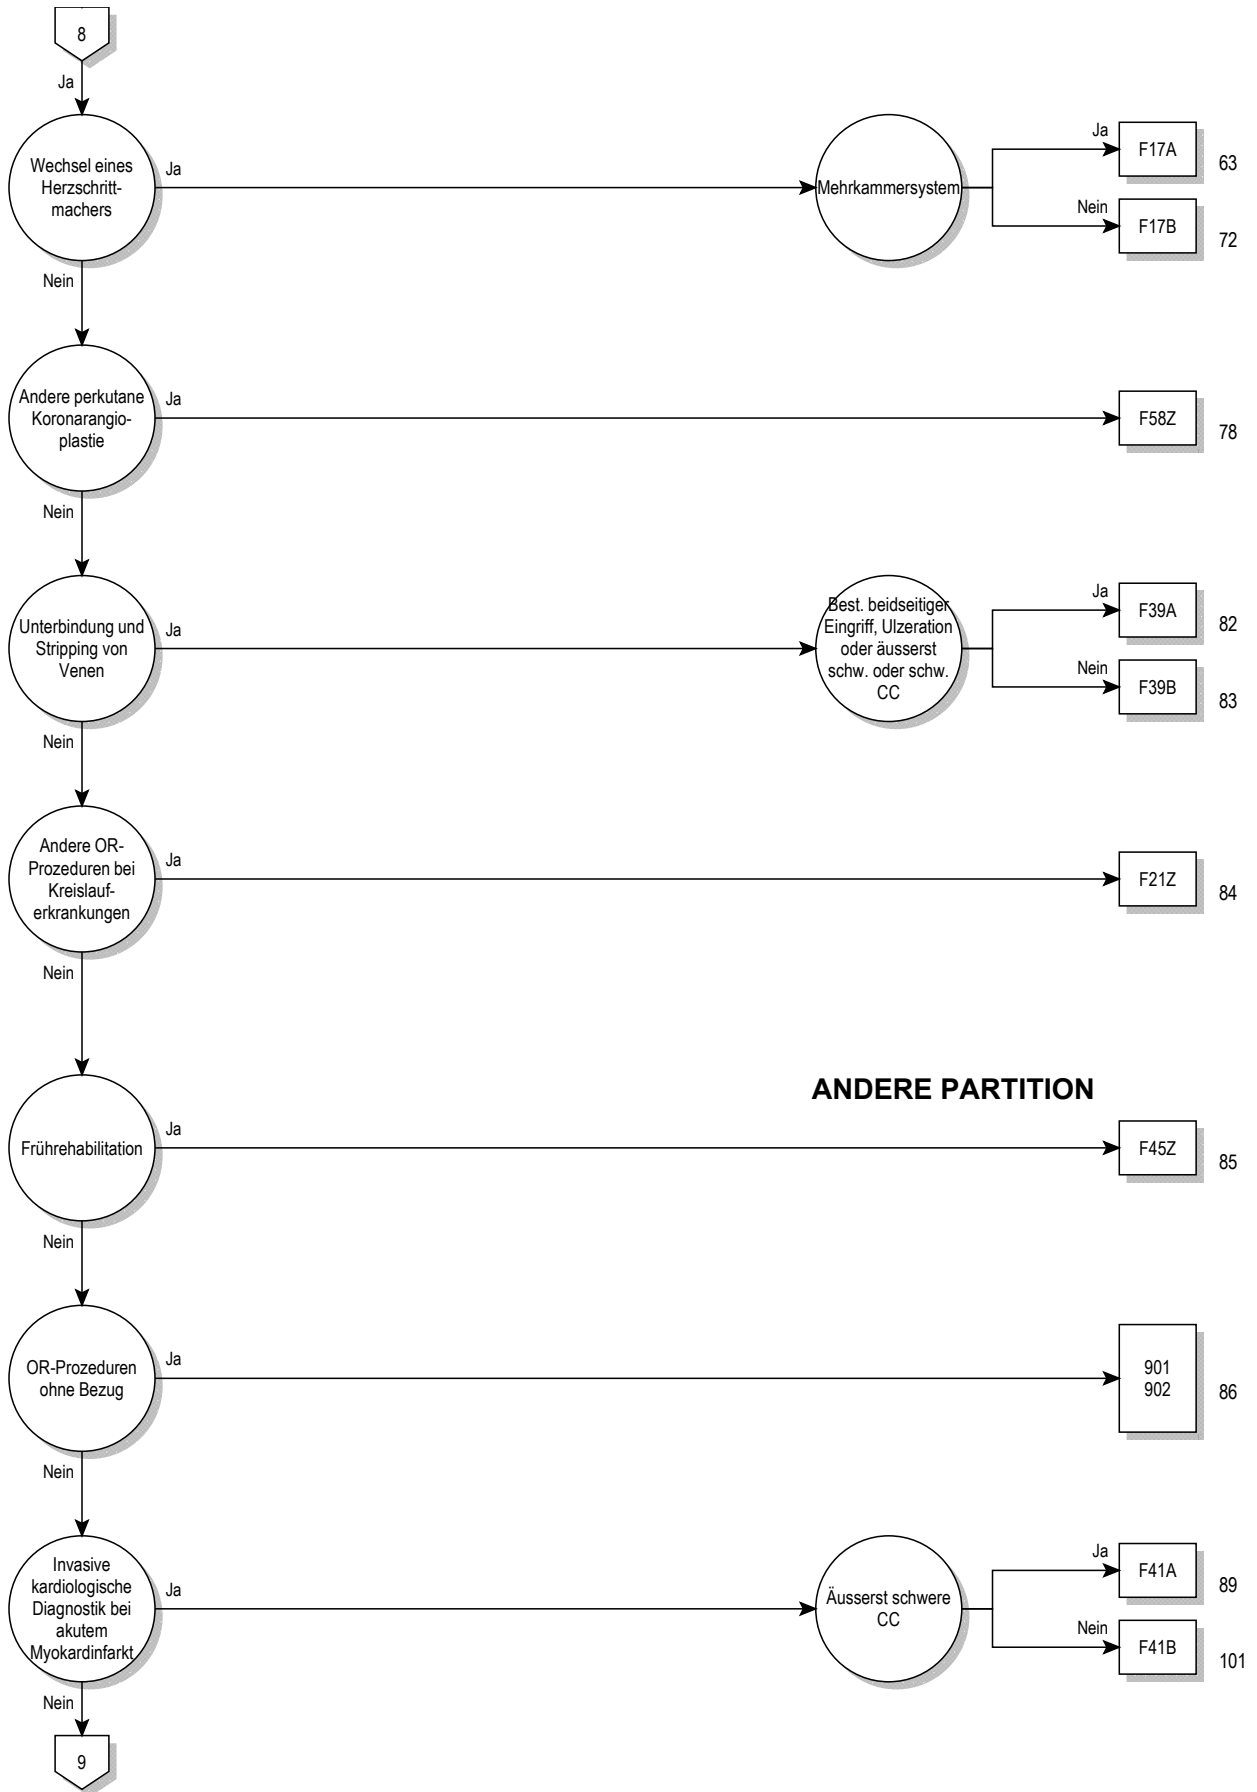 8
Ja
Wechsel eines
Herzschritt-
machers
Ja
Mehrkammersystem
Ja
F17A
63
Nein
F17B
72
Nein
Andere perkutane
Koronarangio-
plastie
Ja
F58Z
78
Nein
Unterbindung und
Stripping von
Venen
Ja
Best. beidseitiger
Eingriff, Ulzeration
oder äusserst
schw. oder schw.
CC
Ja
F39A
82
Nein
F39B
83
Nein
Andere OR-
Prozeduren bei
Kreislauf-
erkrankungen
Ja
F21Z
84
Nein
ANDERE PARTITION
Frührehabilitation
Ja
F45Z
85
Nein
OR-Prozeduren
ohne Bezug
Ja
901
902
86
Nein
Invasive
kardiologische
Diagnostik bei
akutem
Myokardinfarkt
Ja
Äusserst schwere
CC
Ja
F41A
89
Nein
F41B
101
Nein
9